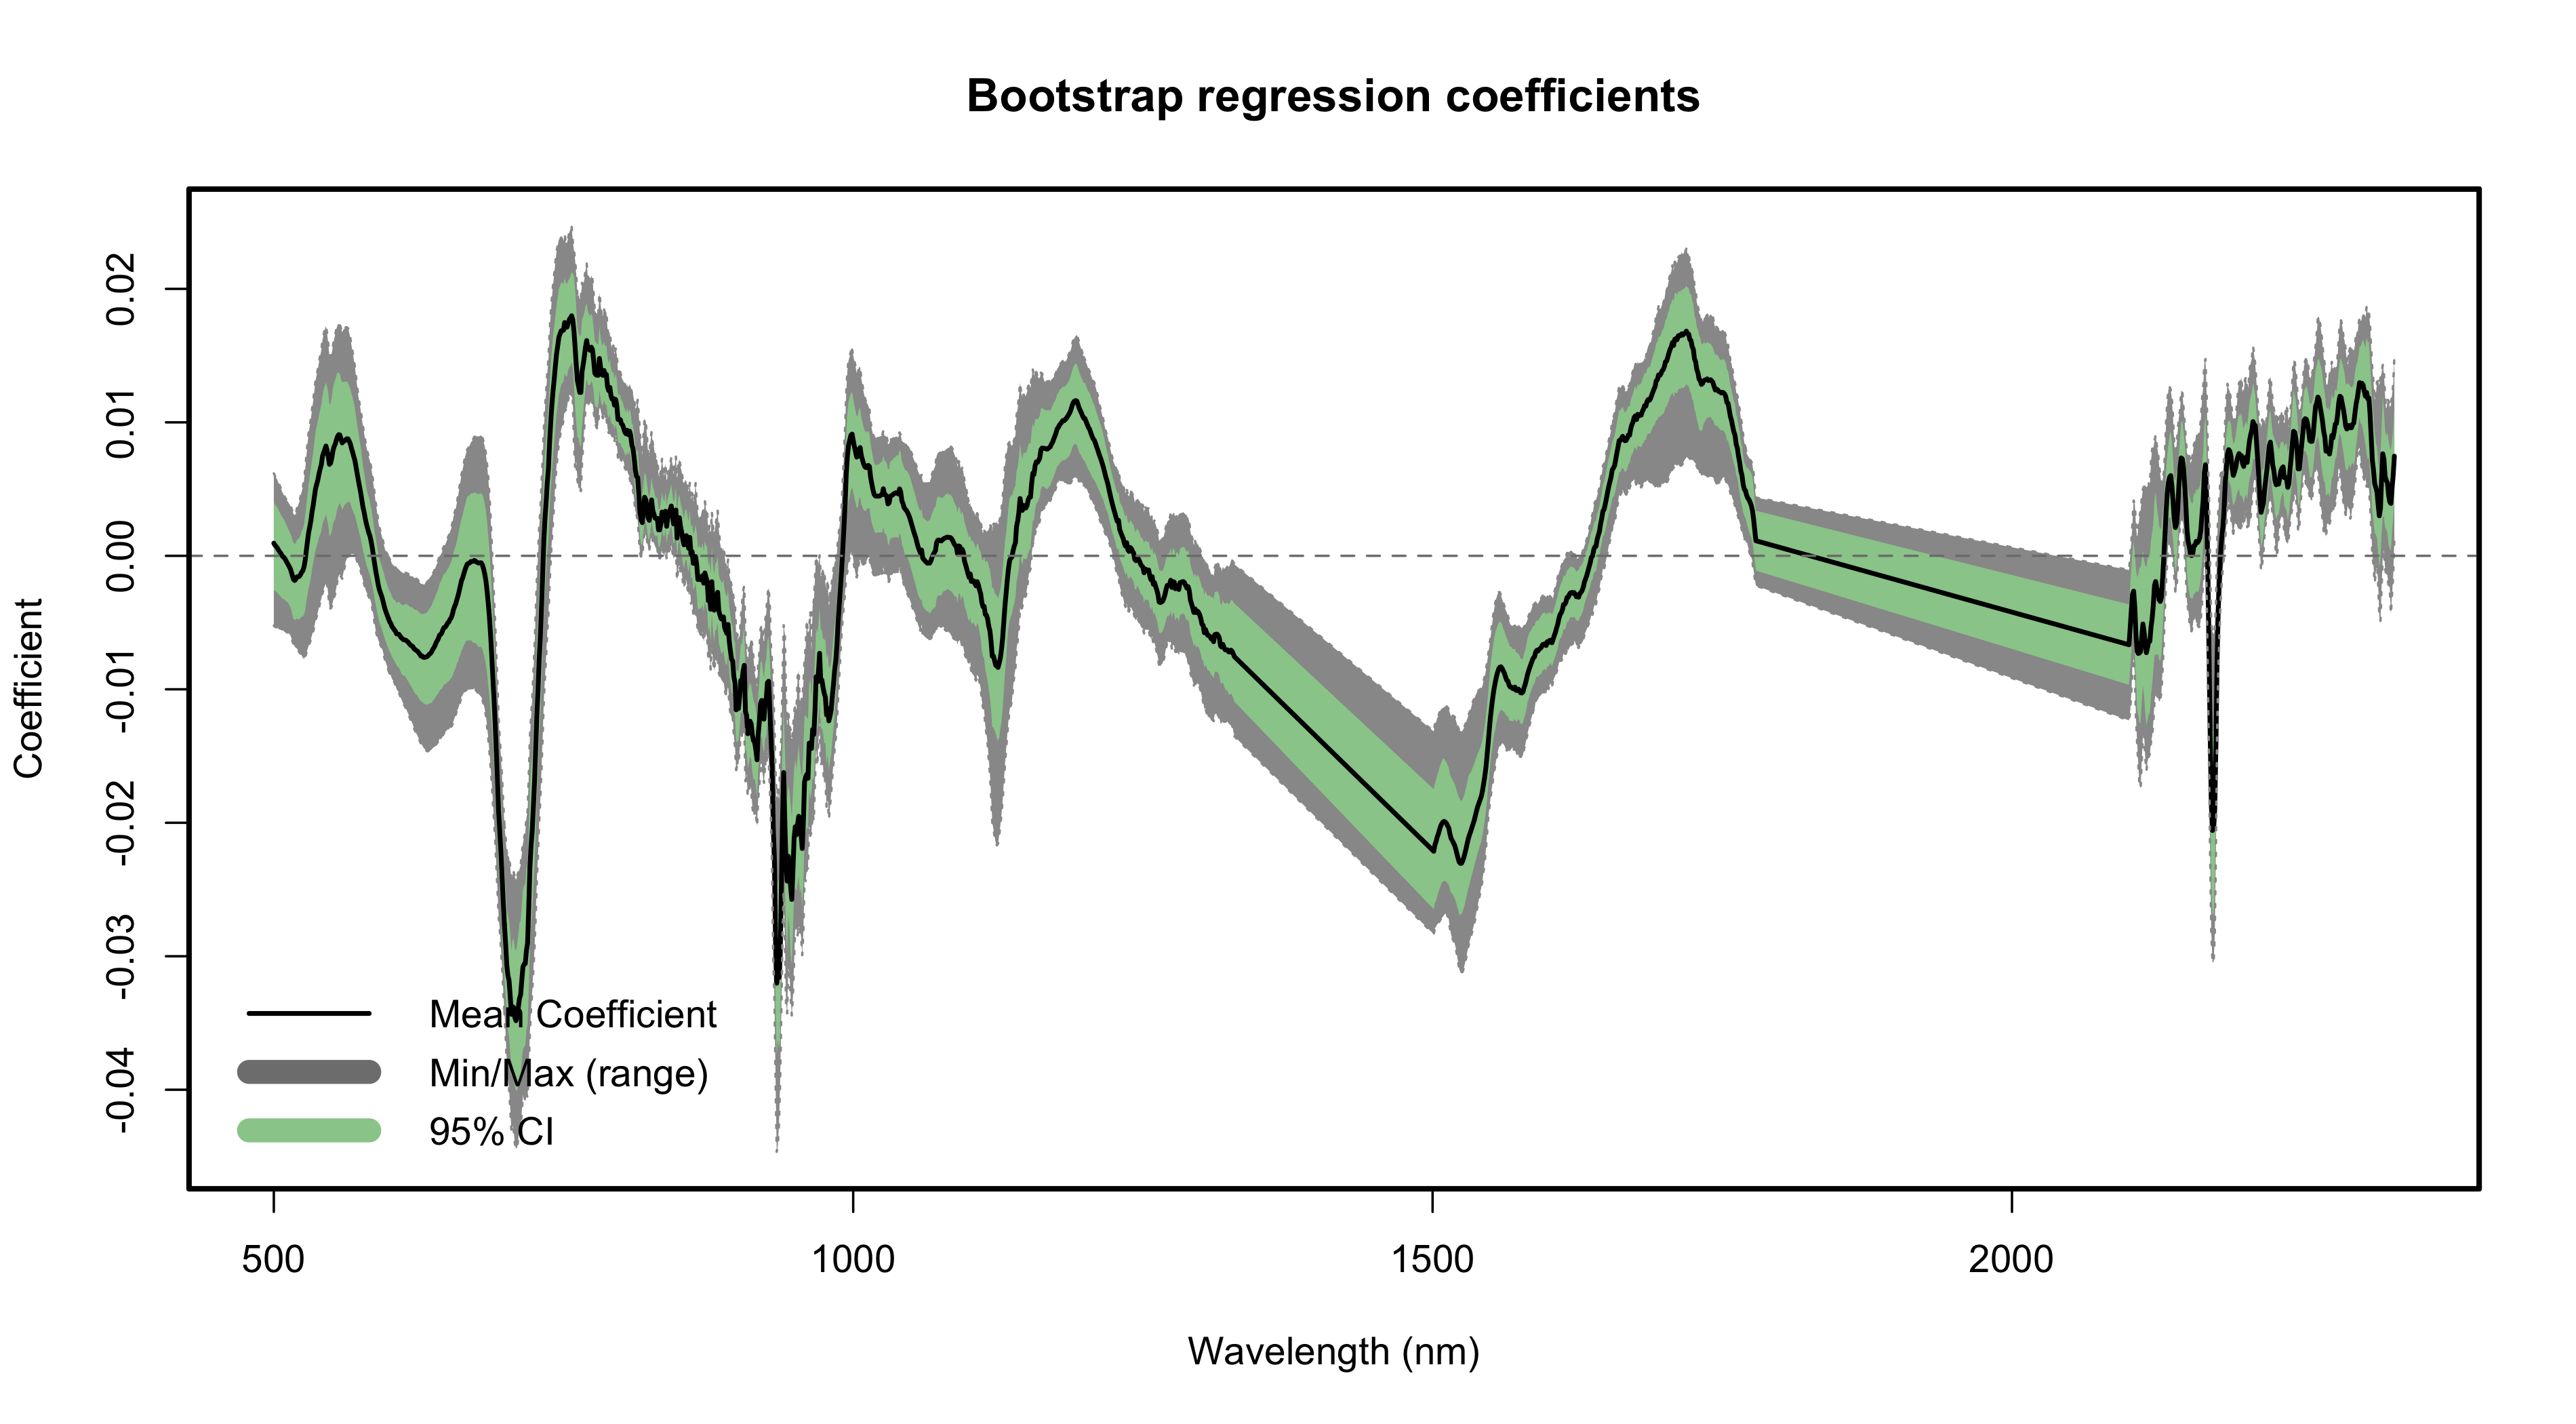 Bootstrap regression coefficients
Coefficient
0.02
0.01
0.00
-0.01
-0.02
-0.03
-0.04
Mean Coefficient
Min/Max (range)
95% CI
500 1000 1500 2000
Wavelength (nm)